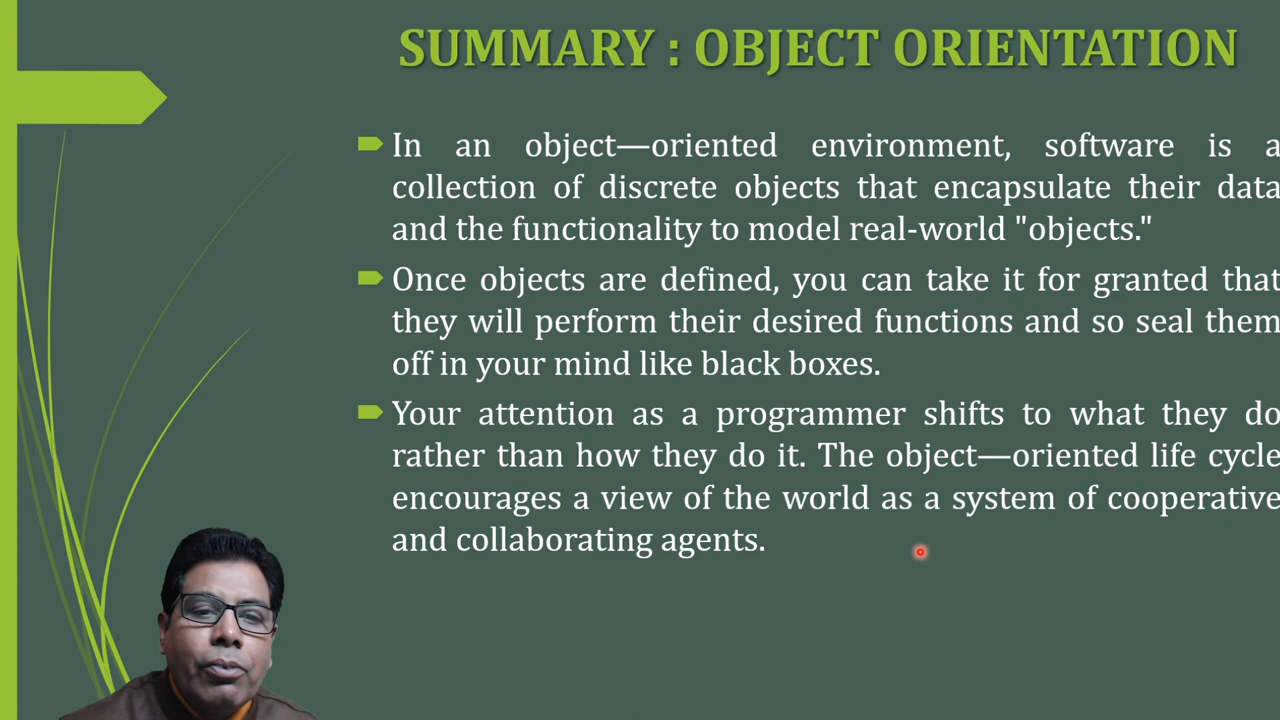 SUMMARY : OBJECT ORIENTATION
In an object—oriented environment, software is a
collection of discrete objects that encapsulate their data
and the functionality to model real-world "objects."
Once objects are defined, you can take it for granted that
they will perform their desired functions and so seal them
off in your mind like black boxes.
Your attention as a programmer shifts to what they do
rather than how they do it. The object—oriented life cycle
encourages a view of the world as a system of cooperative
and collaborating agents.